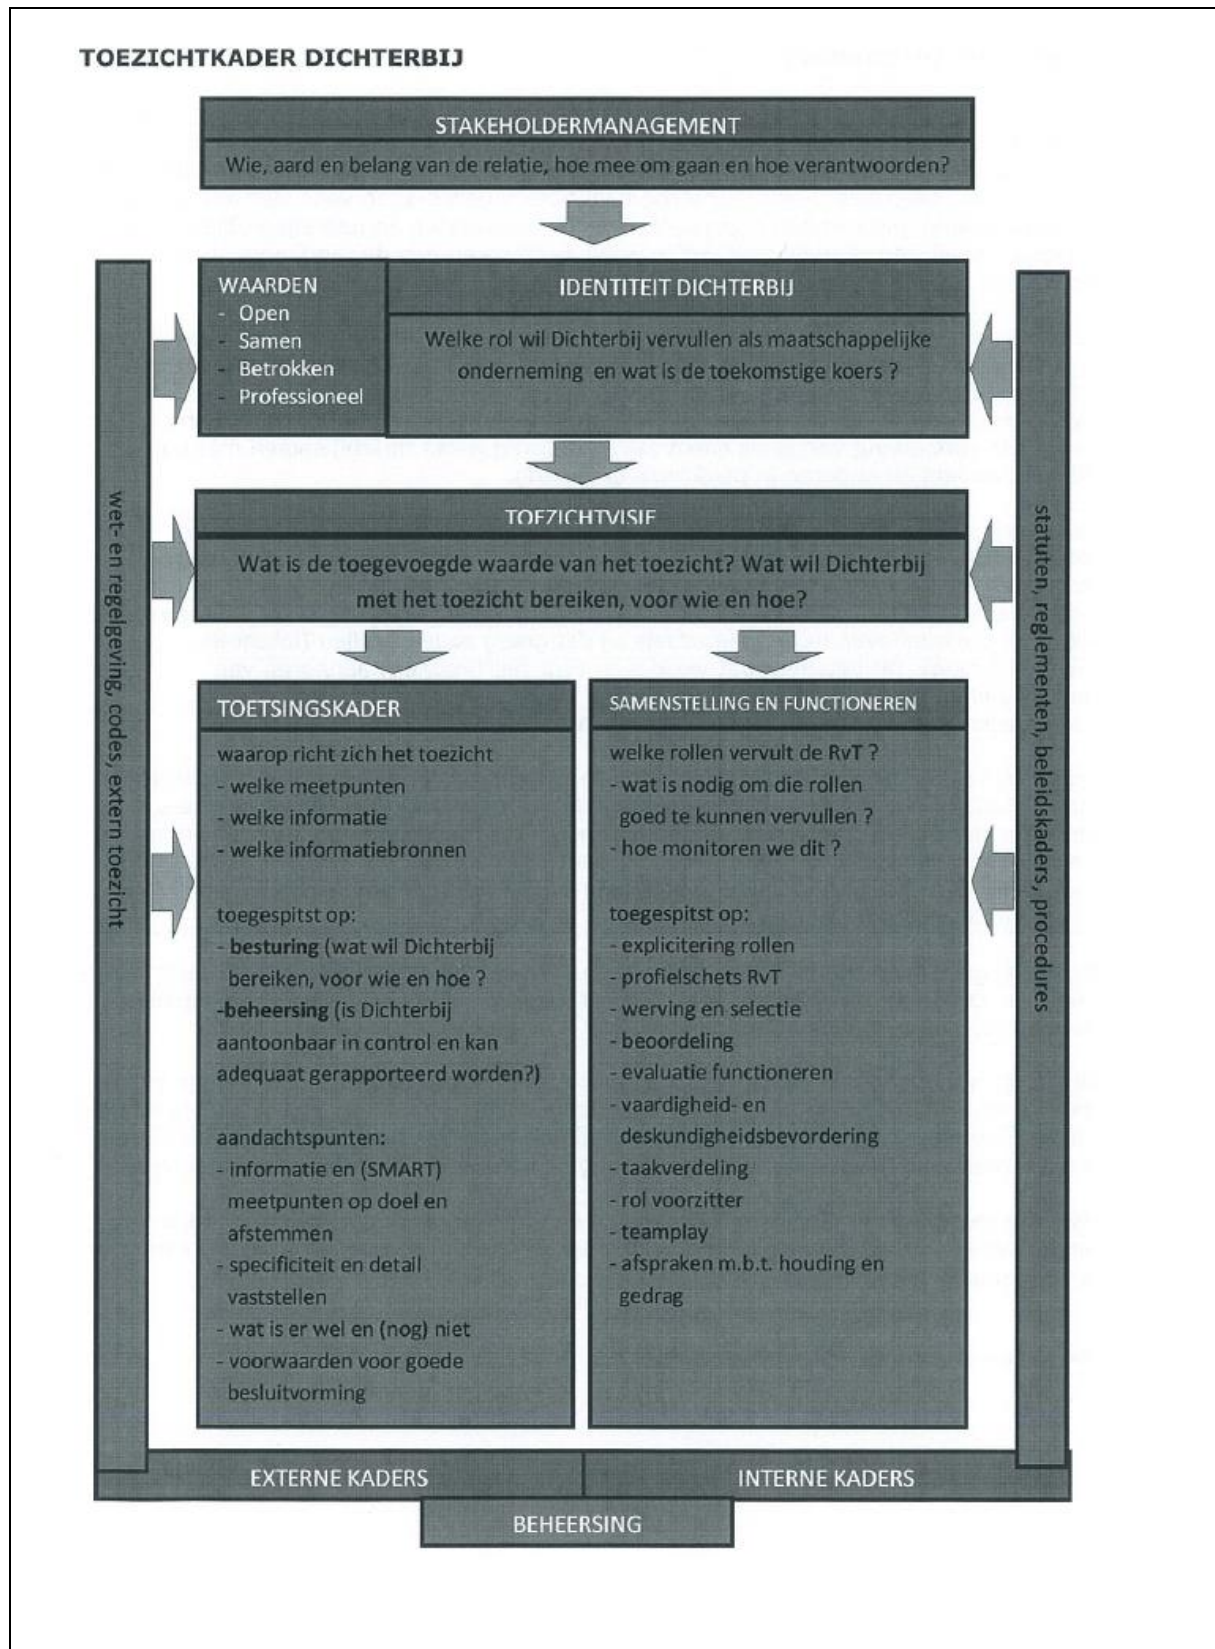 TOEZICHTKADER DICHTERBIJ
STAKEHOLDERMANAGEMENT
Wie, aard en belang van de relatie, hoe mee om gaan en hoe verantwoorden?
WAARDEN
- Open
- Samen
- Betrokken
- Professioneel
IDENTITEIT DICHTERBIJ
Welke rol wil Dichterbij vervullen als maatschappelijke
onderneming en wat is de toekomstige koers ?
TOEZICHTVISIE
Wat is de toegevoegde waarde van het toezicht? Wat wil Dichterbij
met het toezicht bereiken, voor wie en hoe?
wet- en regelgeving, codes, extern toezicht
statuten, reglementen, beleidskaders, procedures
TOETSINGSKADER
waarop richt zich het toezicht
- welke meetpunten
- welke informatie
- welke informatiebronnen
toegespitst op:
- besturing (wat wil Dichterbij
bereiken, voor wie en hoe ?
-beheersing (is Dichterbij
aantoonbaar in control en kan
adequaat gerapporteerd worden?)
aandachtspunten:
- informatie en (SMART)
meetpunten op doel en
afstemmen
- specificiteit en detail
vaststellen
- wat is er wel en (nog) niet
- voorwaarden voor goede
besluitvorming
SAMENSTELLING EN FUNCTIONEREN
welke rollen vervult de RvT ?
- wat is nodig om die rollen
goed te kunnen vervullen ?
- hoe monitoren we dit ?
toegespitst op:
- explicitering rollen
- profielschets RvT
- werving en selectie
- beoordeling
- evaluatie functioneren
- vaardigheid- en
deskundigheidsbevordering
- taakverdeling
- rol voorzitter
- teamplay
- afspraken m.b.t. houding en
gedrag
EXTERNE KADERS
INTERNE KADERS
BEHEERSING